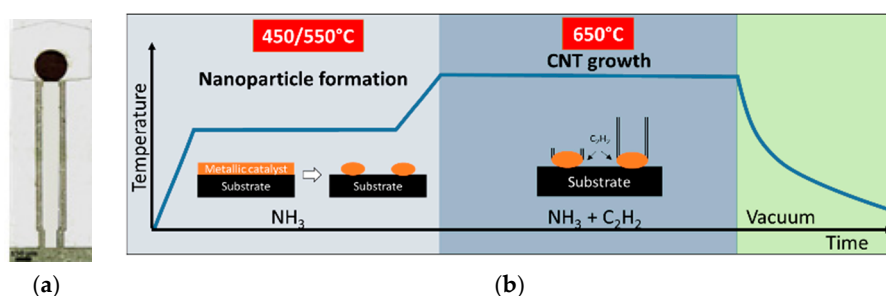 450/550°C
650°C
Nanoparticle formation
CNT growth
Temperature
Metallic catalyst
Substrate
Substrate
C₂H₂
Substrate
NH₃
NH₃ + C₂H₂
Vacuum
Time
(a)
(b)